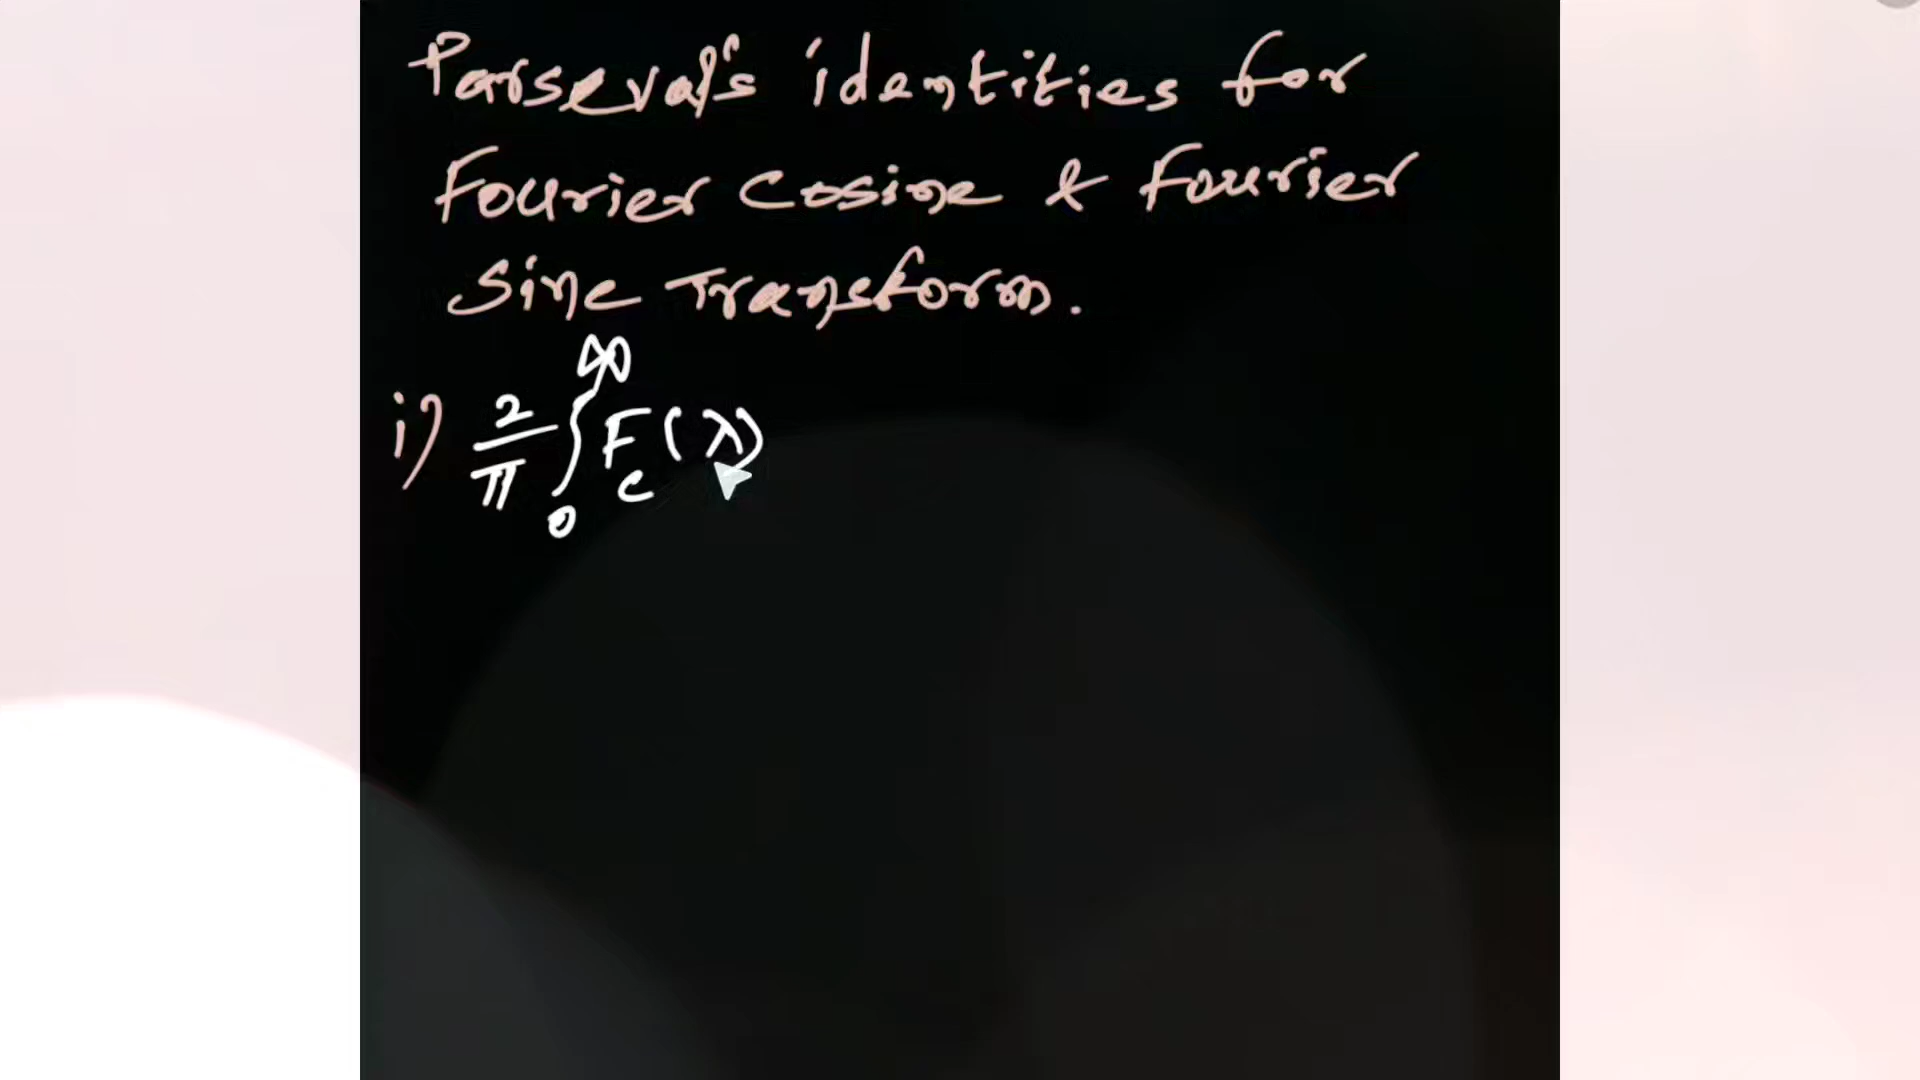 Parseval's identities for
Fourier Cosine & Fourier
Sine Transform.
i) 2/π ∫₀^∞ F_c(λ)